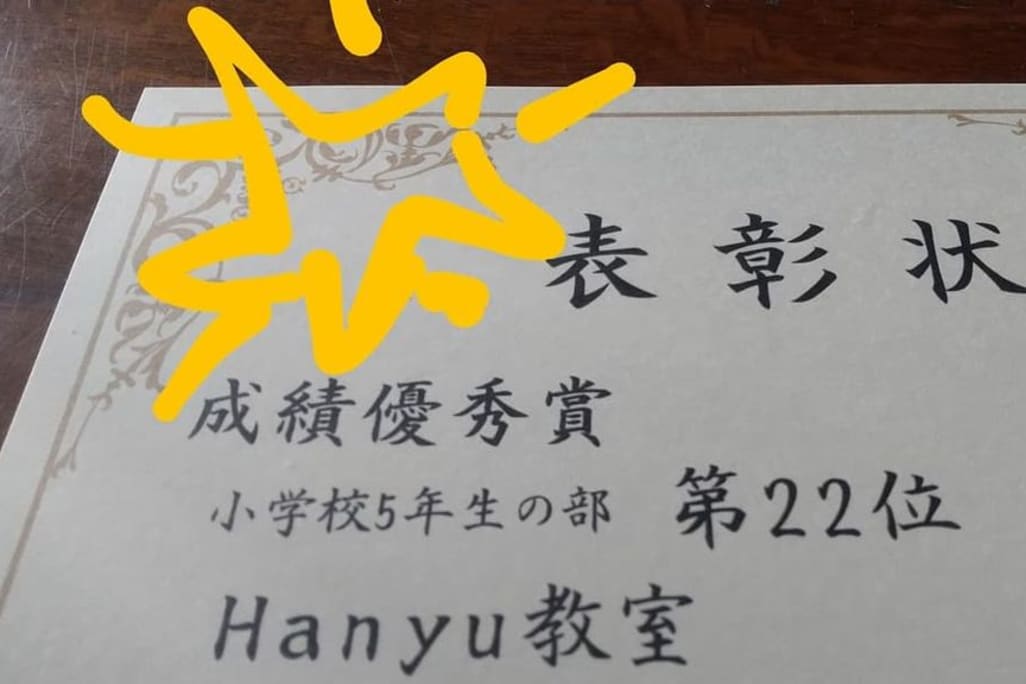 表彰状
成績優秀賞
小学校5年生の部 第22位
Hanyu教室